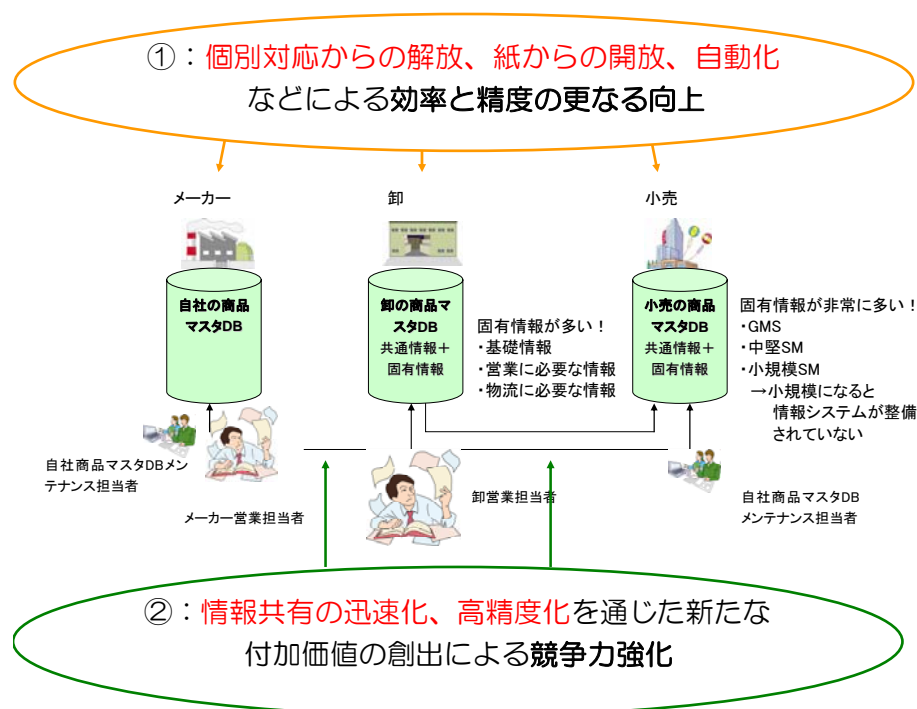 ①：個別対応からの解放、紙からの開放、自動化
などによる効率と精度の更なる向上
メーカー
卸
小売
自社の商品
マスタDB
卸の商品マ
スタDB
共通情報＋
固有情報
固有情報が多い！
・基礎情報
・営業に必要な情報
・物流に必要な情報
小売の商品
マスタDB
共通情報＋
固有情報
固有情報が非常に多い！
・GMS
・中堅SM
・小規模SM
→小規模になると
情報システムが整備
されていない
自社商品マスタDBメン
テナンス担当者
メーカー営業担当者
卸営業担当者
自社商品マスタDB
メンテナンス担当者
②：情報共有の迅速化、高精度化を通じた新たな
付加価値の創出による競争力強化